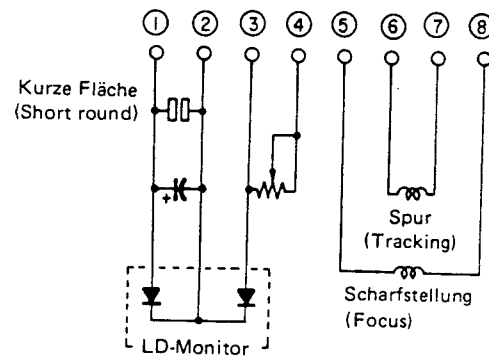 ① ② ③ ④ ⑤ ⑥ ⑦ ⑧
Kurze Fläche
(Short round)
+
Spur
(Tracking)
Scharfstellung
(Focus)
LD-Monitor